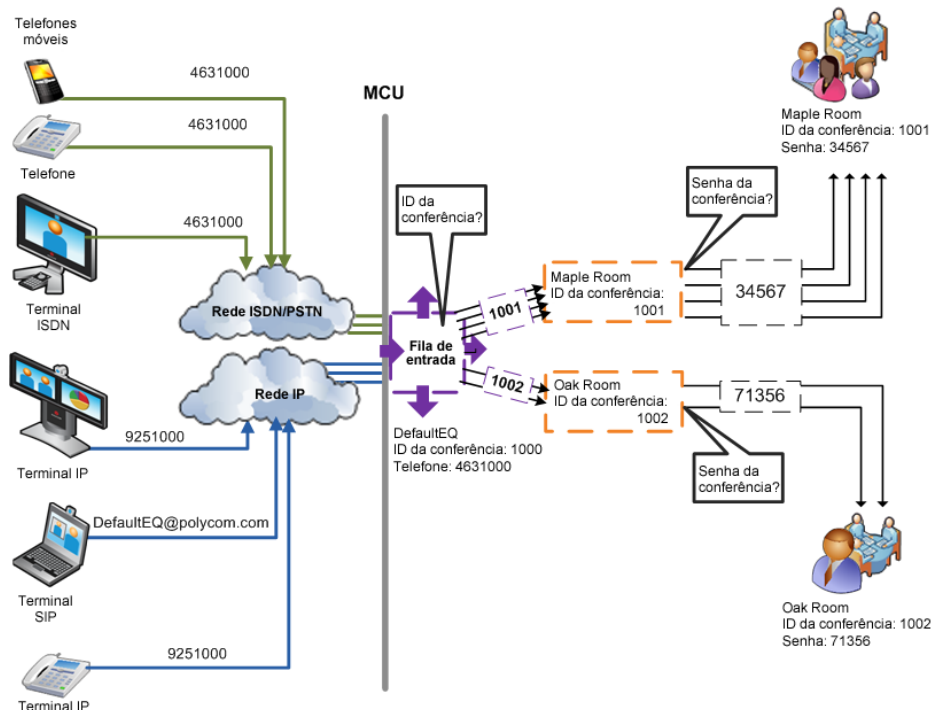 Telefones
móveis
4631000
4631000
Telefone
4631000
Terminal
ISDN
Rede ISDN/PSTN
Rede IP
Terminal IP
9251000
DefaultEQ@polycom.com
Terminal
SIP
9251000
Terminal IP
MCU
ID da
conferência?
Fila de
entrada
DefaultEQ
ID da conferência: 1000
Telefone: 4631000
1001
1002
Maple Room
ID da conferência:
1001
Senha da
conferência?
34567
Oak Room
ID da conferência:
1002
Senha da
conferência?
71356
Maple Room
ID da conferência: 1001
Senha: 34567
Oak Room
ID da conferência: 1002
Senha: 71356